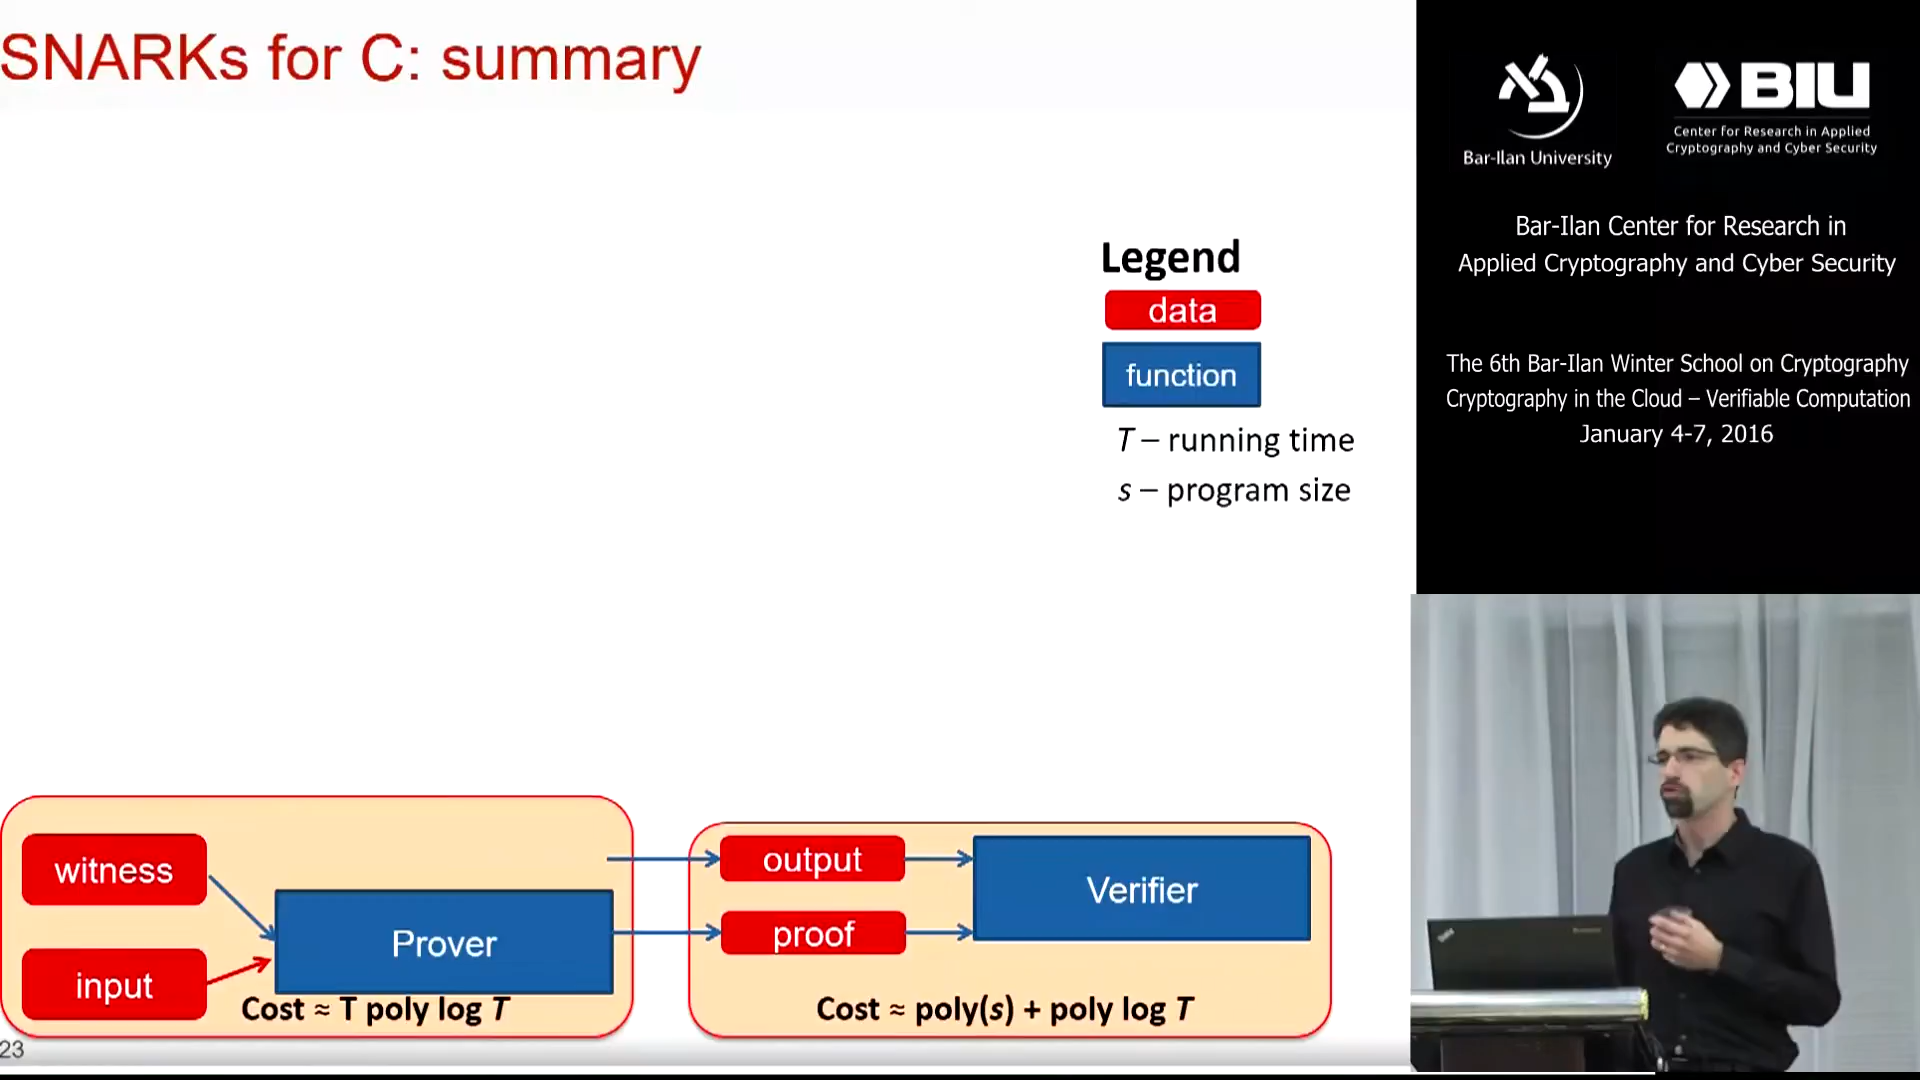 SNARKs for C: summary
Legend
data
function
T – running time
s – program size
witness
input
Prover
Cost ≈ T poly log T
output
proof
Verifier
Cost ≈ poly(s) + poly log T
23
Bar-Ilan University
BIU
Center for Research in Applied
Cryptography and Cyber Security
Bar-Ilan Center for Research in
Applied Cryptography and Cyber Security
The 6th Bar-Ilan Winter School on Cryptography
Cryptography in the Cloud – Verifiable Computation
January 4-7, 2016